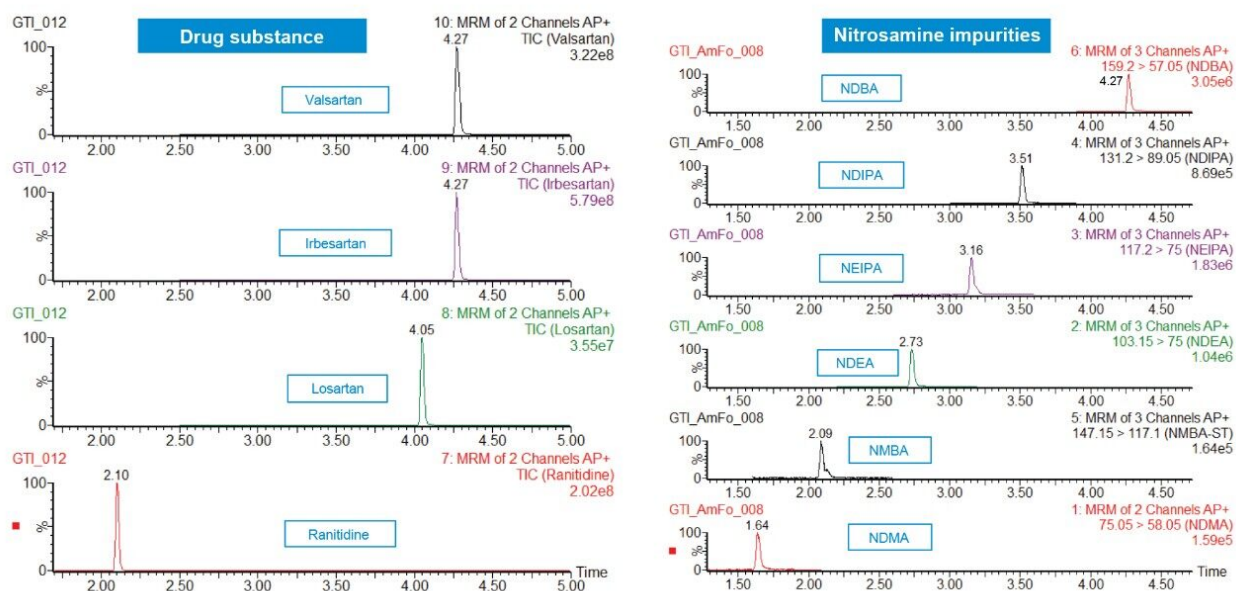 Drug substance
GTI_012
10: MRM of 2 Channels AP+
TIC (Valsartan)
3.22e8
4.27
Valsartan
100
%
0
2.00 2.50 3.00 3.50 4.00 4.50 5.00
GTI_012
9: MRM of 2 Channels AP+
TIC (Irbesartan)
5.79e8
4.27
Irbesartan
100
%
0
2.00 2.50 3.00 3.50 4.00 4.50 5.00
GTI_012
8: MRM of 2 Channels AP+
TIC (Losartan)
3.55e7
4.05
Losartan
100
%
0
2.00 2.50 3.00 3.50 4.00 4.50 5.00
GTI_012
7: MRM of 2 Channels AP+
TIC (Ranitidine)
2.02e8
2.10
Ranitidine
100
%
0
Time
2.00 2.50 3.00 3.50 4.00 4.50 5.00
Nitrosamine impurities
GTI_AmFo_008
6: MRM of 3 Channels AP+
159.2 > 57.05 (NDBA)
3.05e6
4.27
NDBA
100
%
0
1.50 2.00 2.50 3.00 3.50 4.00 4.50
GTI_AmFo_008
4: MRM of 3 Channels AP+
131.2 > 89.05 (NDIPA)
8.69e5
3.51
NDIPA
100
%
0
1.50 2.00 2.50 3.00 3.50 4.00 4.50
GTI_AmFo_008
3: MRM of 3 Channels AP+
117.2 > 75 (NEIPA)
1.83e6
3.16
NEIPA
100
%
0
1.50 2.00 2.50 3.00 3.50 4.00 4.50
GTI_AmFo_008
2: MRM of 3 Channels AP+
103.15 > 75 (NDEA)
1.04e6
2.73
NDEA
100
%
0
1.50 2.00 2.50 3.00 3.50 4.00 4.50
GTI_AmFo_008
5: MRM of 3 Channels AP+
147.15 > 117.1 (NMBA-ST)
1.64e5
2.09
NMBA
100
%
0
1.50 2.00 2.50 3.00 3.50 4.00 4.50
GTI_AmFo_008
1: MRM of 2 Channels AP+
75.05 > 58.05 (NDMA)
1.59e5
1.64
NDMA
100
%
0
Time
1.50 2.00 2.50 3.00 3.50 4.00 4.50